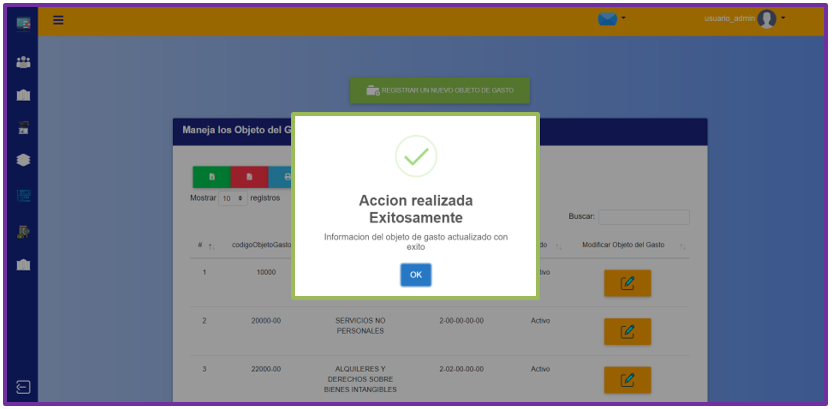 usuario_admin
REGISTRAR UN NUEVO OBJETO DE GASTO
Maneja los Objeto del G
Accion realizada
Exitosamente
Informacion del objeto de gasto actualizado con
exito
OK
Mostrar 10 registros
Buscar:
# codigoObjetoGasto do Modificar Objeto del Gasto
1 10000 ivo
2 20000-00 SERVICIOS NO PERSONALES 2-00-00-00-00 Activo
3 22000-00 ALQUILERES Y DERECHOS SOBRE BIENES INTANGIBLES 2-02-00-00-00 Activo